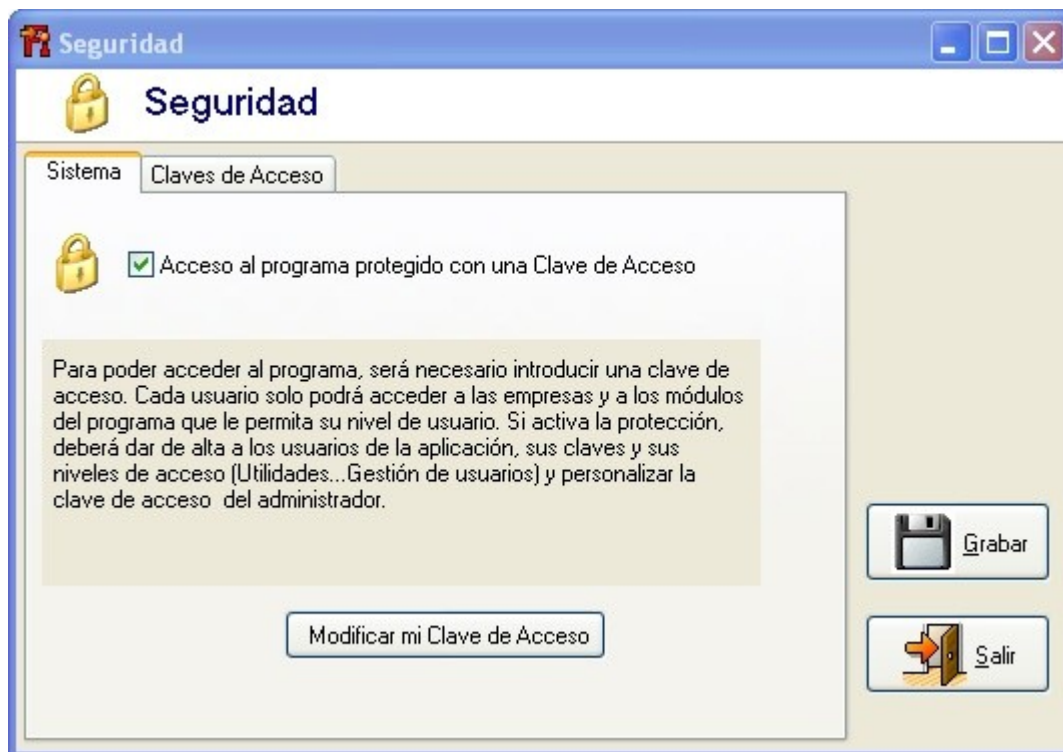 Seguridad
Seguridad
Sistema
Claves de Acceso
Acceso al programa protegido con una Clave de Acceso
Para poder acceder al programa, será necesario introducir una clave de
acceso. Cada usuario solo podrá acceder a las empresas y a los módulos
del programa que le permita su nivel de usuario. Si activa la protección,
deberá dar de alta a los usuarios de la aplicación, sus claves y sus
niveles de acceso (Utilidades...Gestión de usuarios) y personalizar la
clave de acceso  del administrador.
Grabar
Modificar mi Clave de Acceso
Salir